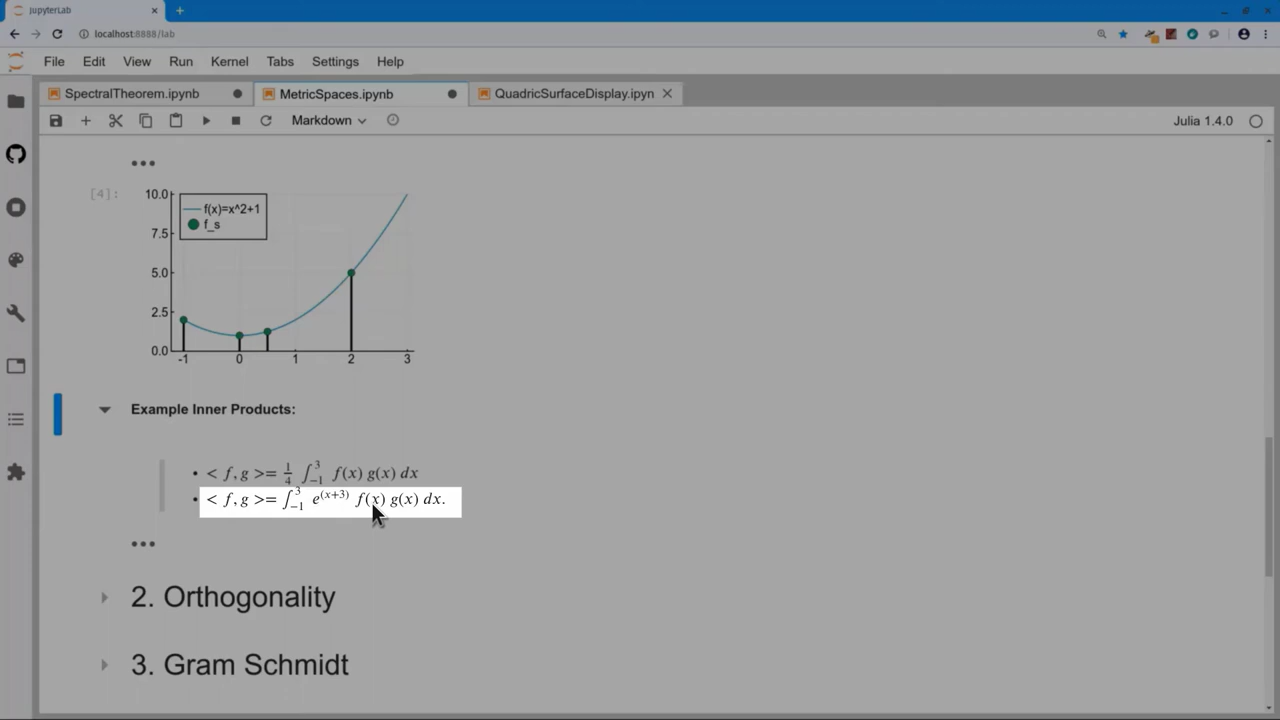 JupyterLab
localhost:8888/lab
File Edit View Run Kernel Tabs Settings Help
SpectralTheorem.ipynb MetricSpaces.ipynb QuadricSurfaceDisplay.ipyn
Markdown Julia 1.4.0
[4]:
10.0
7.5
5.0
2.5
0.0
f(x)=x^2+1
f_s
-1 0 1 2 3
Example Inner Products:
• < f, g >= 1/4 ∫_{-1}^{3} f(x) g(x) dx
• < f, g >= ∫_{-1}^{3} e^{(x+3)} f(x) g(x) dx.
2. Orthogonality
3. Gram Schmidt